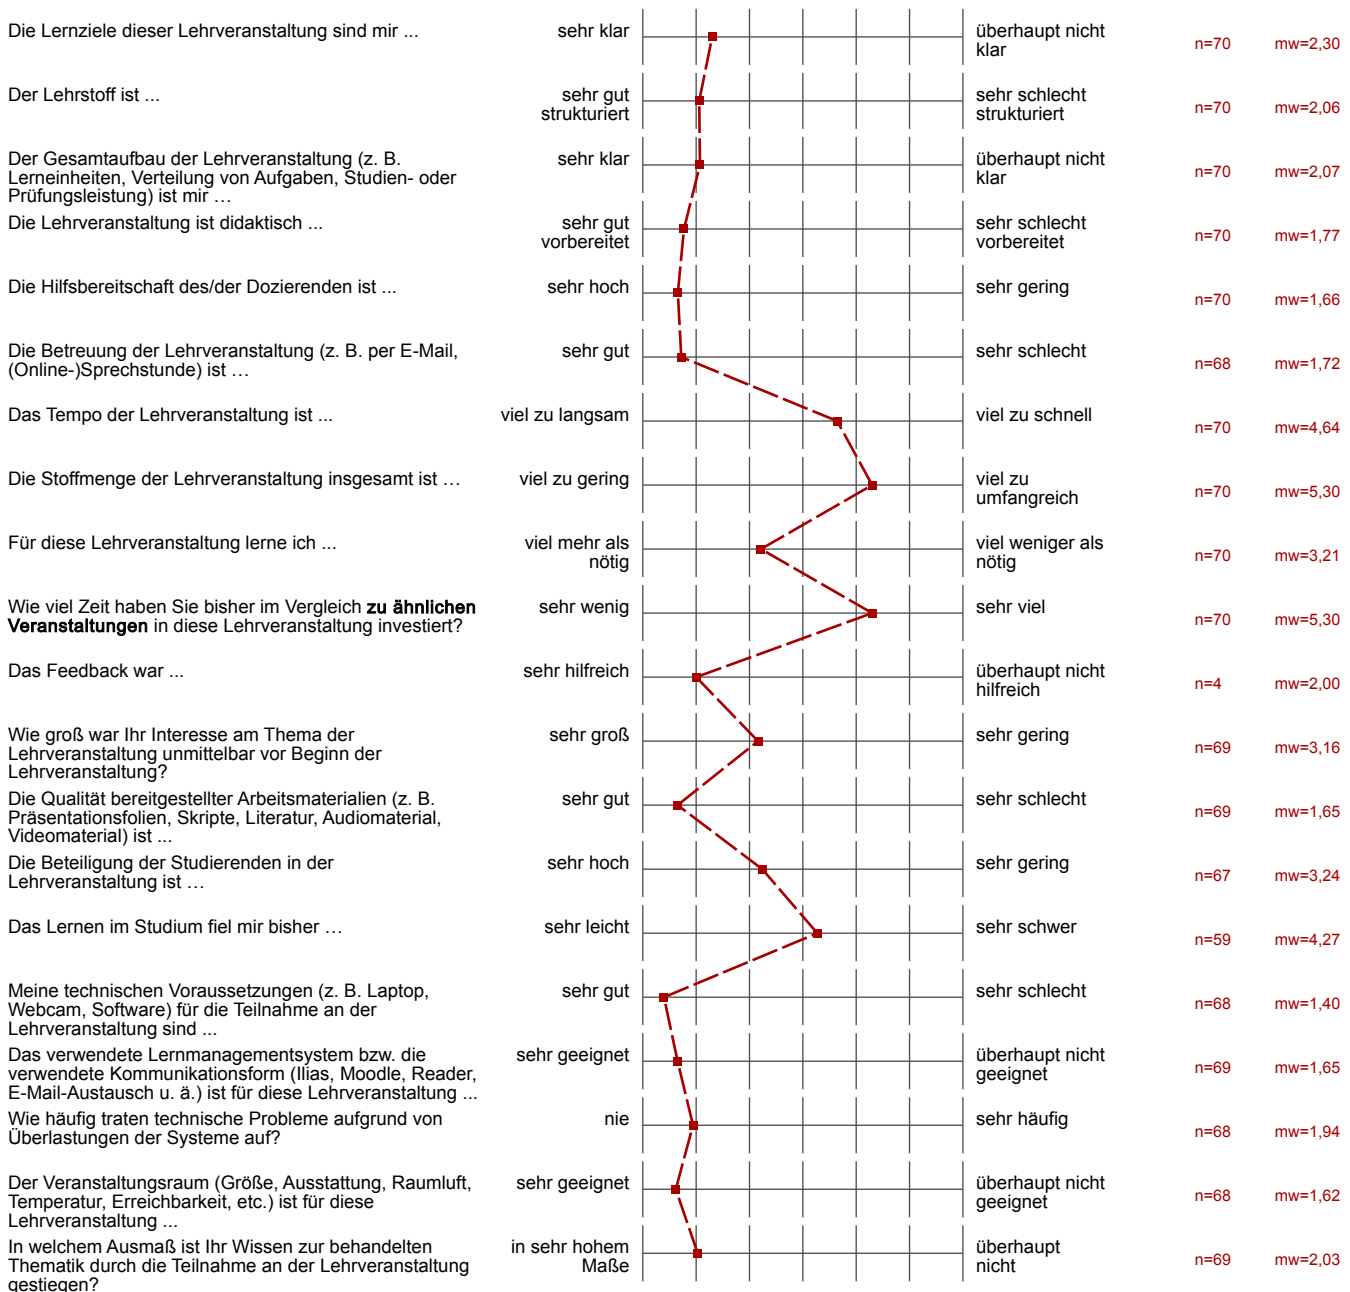 Die Lernziele dieser Lehrveranstaltung sind mir ...
sehr klar
überhaupt nicht
klar
n=70
mw=2,30
Der Lehrstoff ist ...
sehr gut
strukturiert
sehr schlecht
strukturiert
n=70
mw=2,06
Der Gesamtaufbau der Lehrveranstaltung (z. B.
Lerneinheiten, Verteilung von Aufgaben, Studien- oder
Prüfungsleistung) ist mir …
sehr klar
überhaupt nicht
klar
n=70
mw=2,07
Die Lehrveranstaltung ist didaktisch ...
sehr gut
vorbereitet
sehr schlecht
vorbereitet
n=70
mw=1,77
Die Hilfsbereitschaft des/der Dozierenden ist ...
sehr hoch
sehr gering
n=70
mw=1,66
Die Betreuung der Lehrveranstaltung (z. B. per E-Mail,
(Online-)Sprechstunde) ist …
sehr gut
sehr schlecht
n=68
mw=1,72
Das Tempo der Lehrveranstaltung ist ...
viel zu langsam
viel zu schnell
n=70
mw=4,64
Die Stoffmenge der Lehrveranstaltung insgesamt ist …
viel zu gering
viel zu
umfangreich
n=70
mw=5,30
Für diese Lehrveranstaltung lerne ich ...
viel mehr als
nötig
viel weniger als
nötig
n=70
mw=3,21
Wie viel Zeit haben Sie bisher im Vergleich zu ähnlichen
Veranstaltungen in diese Lehrveranstaltung investiert?
sehr wenig
sehr viel
n=70
mw=5,30
Das Feedback war ...
sehr hilfreich
überhaupt nicht
hilfreich
n=4
mw=2,00
Wie groß war Ihr Interesse am Thema der
Lehrveranstaltung unmittelbar vor Beginn der
Lehrveranstaltung?
sehr groß
sehr gering
n=69
mw=3,16
Die Qualität bereitgestellter Arbeitsmaterialien (z. B.
Präsentationsfolien, Skripte, Literatur, Audiomaterial,
Videomaterial) ist ...
sehr gut
sehr schlecht
n=69
mw=1,65
Die Beteiligung der Studierenden in der
Lehrveranstaltung ist …
sehr hoch
sehr gering
n=67
mw=3,24
Das Lernen im Studium fiel mir bisher …
sehr leicht
sehr schwer
n=59
mw=4,27
Meine technischen Voraussetzungen (z. B. Laptop,
Webcam, Software) für die Teilnahme an der
Lehrveranstaltung sind ...
sehr gut
sehr schlecht
n=68
mw=1,40
Das verwendete Lernmanagementsystem bzw. die
verwendete Kommunikationsform (Ilias, Moodle, Reader,
E-Mail-Austausch u. ä.) ist für diese Lehrveranstaltung ...
sehr geeignet
überhaupt nicht
geeignet
n=69
mw=1,65
Wie häufig traten technische Probleme aufgrund von
Überlastungen der Systeme auf?
nie
sehr häufig
n=68
mw=1,94
Der Veranstaltungsraum (Größe, Ausstattung, Raumluft,
Temperatur, Erreichbarkeit, etc.) ist für diese
Lehrveranstaltung ...
sehr geeignet
überhaupt nicht
geeignet
n=68
mw=1,62
In welchem Ausmaß ist Ihr Wissen zur behandelten
Thematik durch die Teilnahme an der Lehrveranstaltung
gestiegen?
in sehr hohem
Maße
überhaupt
nicht
n=69
mw=2,03